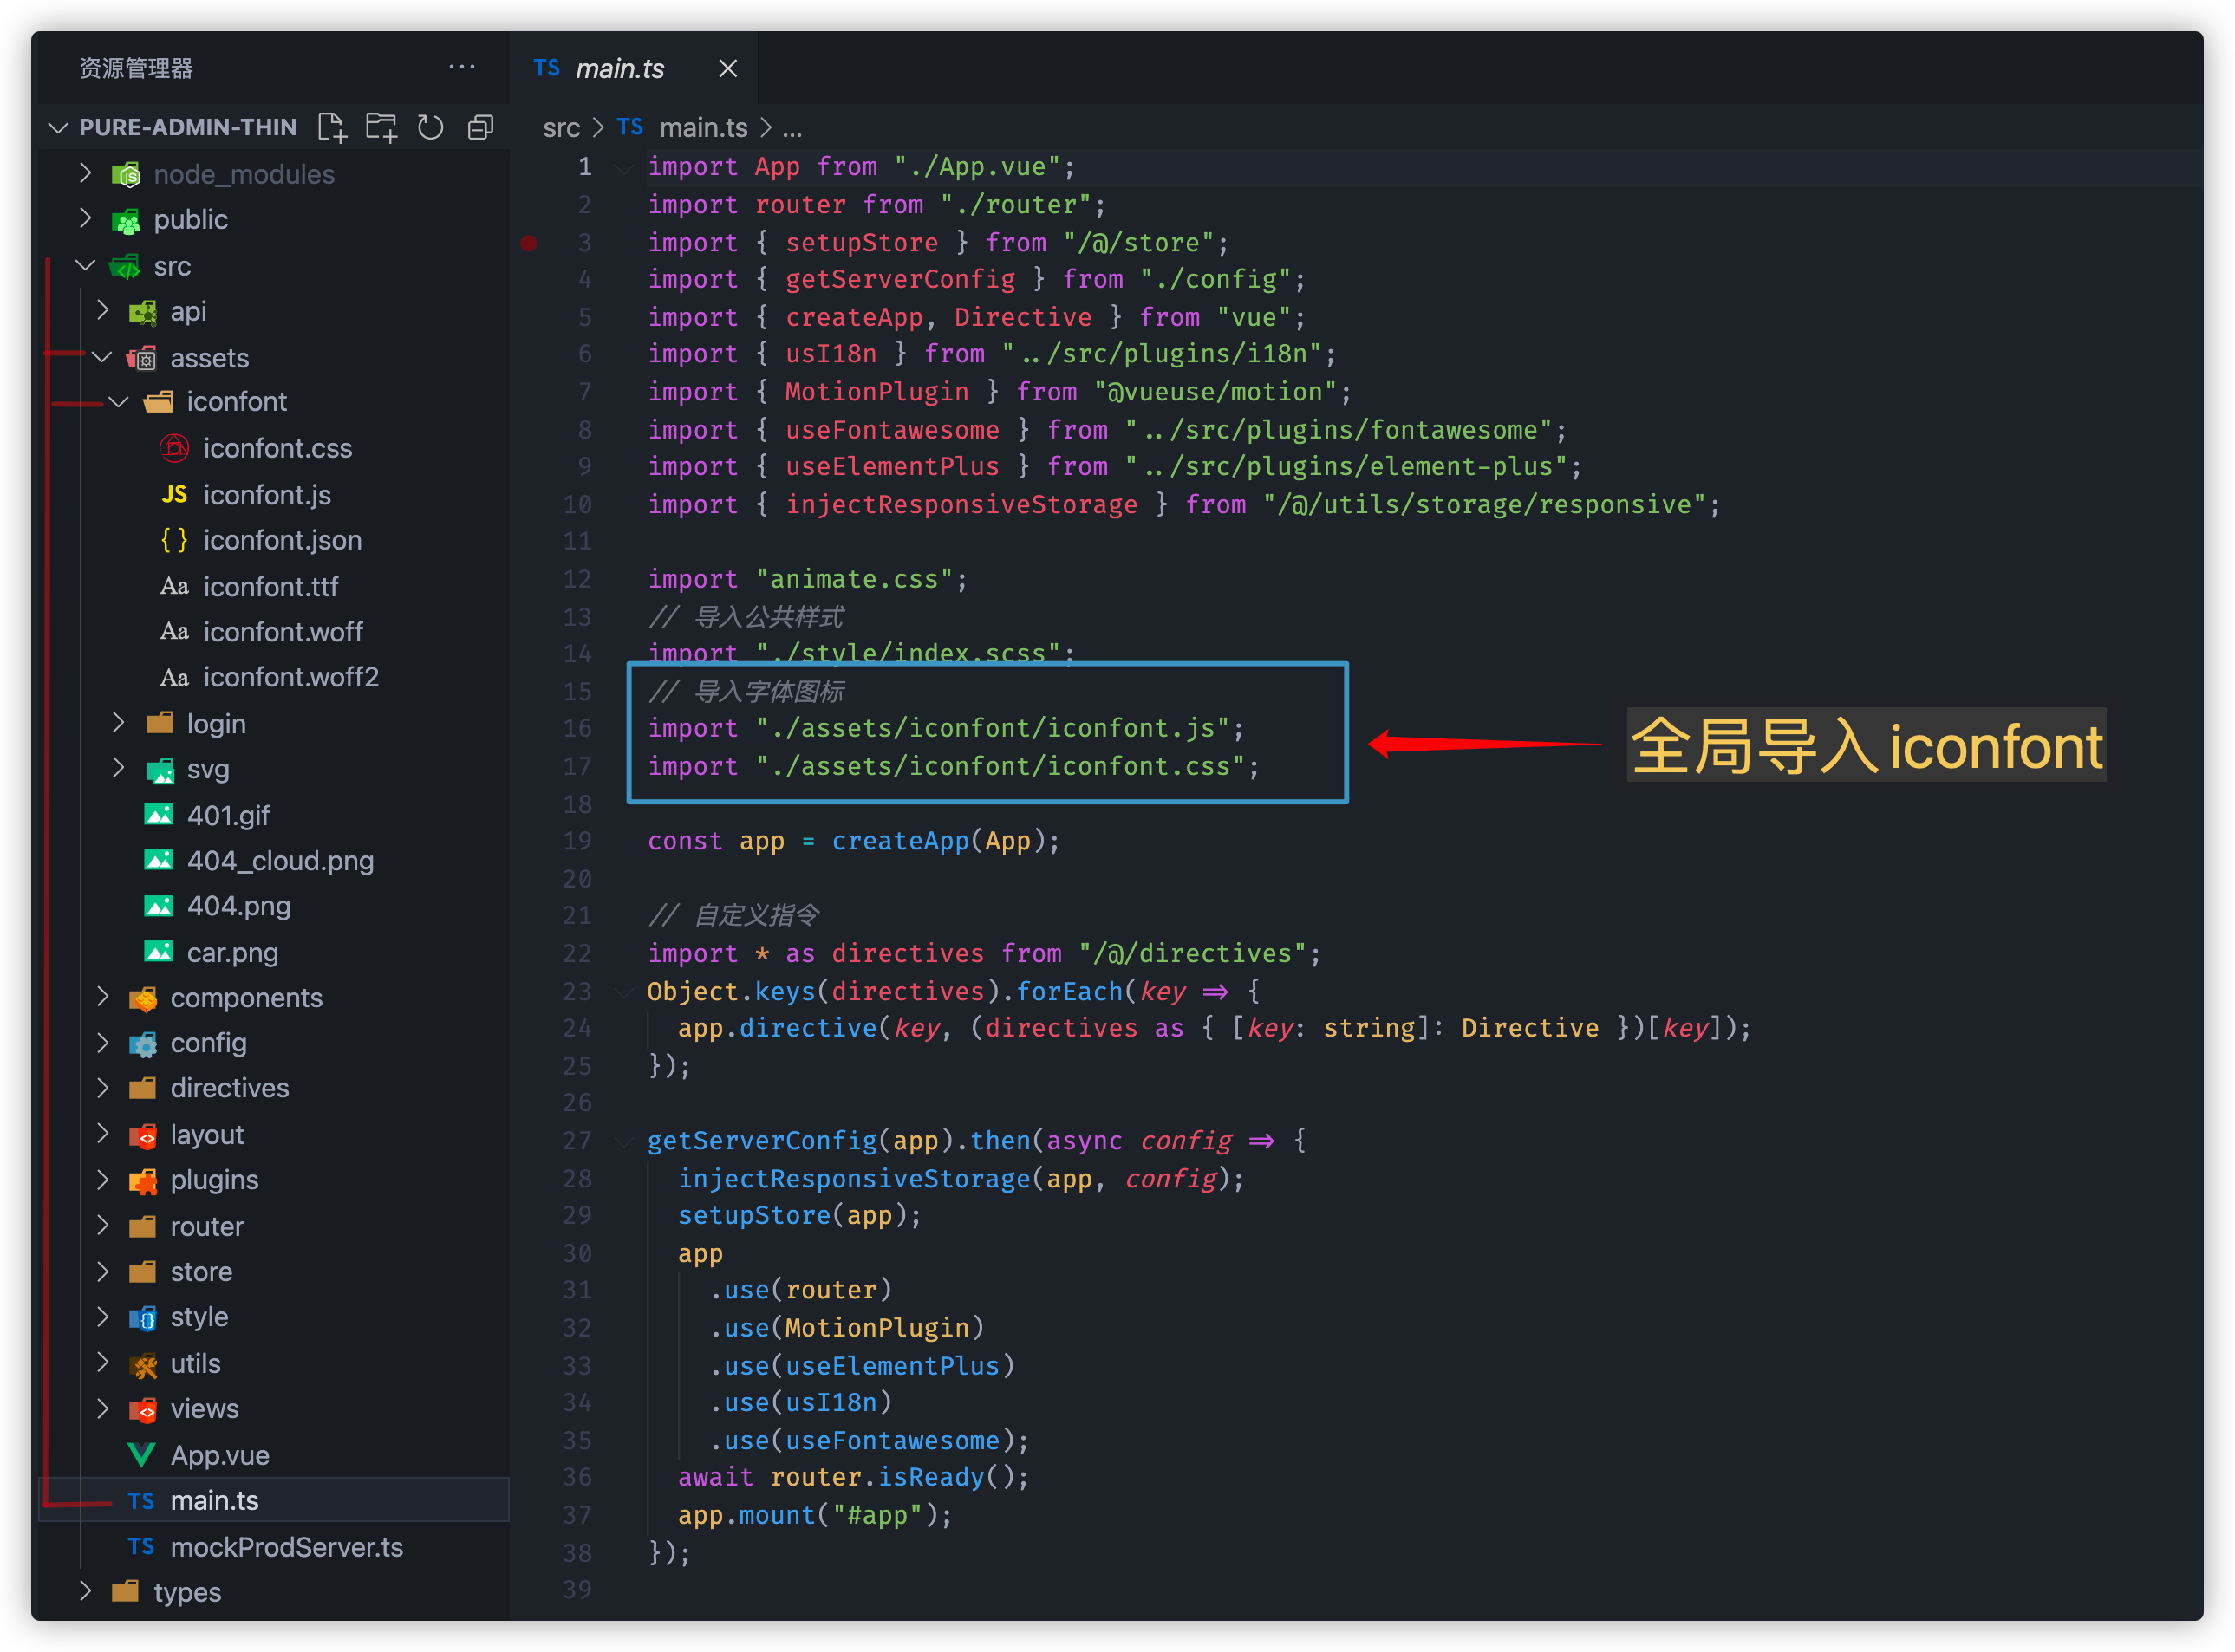 资源管理器
PURE-ADMIN-THIN
node_modules
public
src
api
assets
iconfont
iconfont.css
JS iconfont.js
{ } iconfont.json
Aa iconfont.ttf
Aa iconfont.woff
Aa iconfont.woff2
login
svg
401.gif
404_cloud.png
404.png
car.png
components
config
directives
layout
plugins
router
store
style
utils
views
App.vue
TS main.ts
TS mockProdServer.ts
types
TS main.ts
src > TS main.ts > ...
1 import App from "./App.vue";
2 import router from "./router";
3 import { setupStore } from "/@/store";
4 import { getServerConfig } from "./config";
5 import { createApp, Directive } from "vue";
6 import { usI18n } from "../src/plugins/i18n";
7 import { MotionPlugin } from "@vueuse/motion";
8 import { useFontawesome } from "../src/plugins/fontawesome";
9 import { useElementPlus } from "../src/plugins/element-plus";
10 import { injectResponsiveStorage } from "/@/utils/storage/responsive";
11
12 import "animate.css";
13 // 导入公共样式
14 import "./style/index.scss";
15 // 导入字体图标
16 import "./assets/iconfont/iconfont.js";
17 import "./assets/iconfont/iconfont.css";
18
19 const app = createApp(App);
20
21 // 自定义指令
22 import * as directives from "/@/directives";
23 Object.keys(directives).forEach(key => {
24 app.directive(key, (directives as { [key: string]: Directive })[key]);
25 });
26
27 getServerConfig(app).then(async config => {
28 injectResponsiveStorage(app, config);
29 setupStore(app);
30 app
31 .use(router)
32 .use(MotionPlugin)
33 .use(useElementPlus)
34 .use(usI18n)
35 .use(useFontawesome);
36 await router.isReady();
37 app.mount("#app");
38 });
39
全局导入iconfont